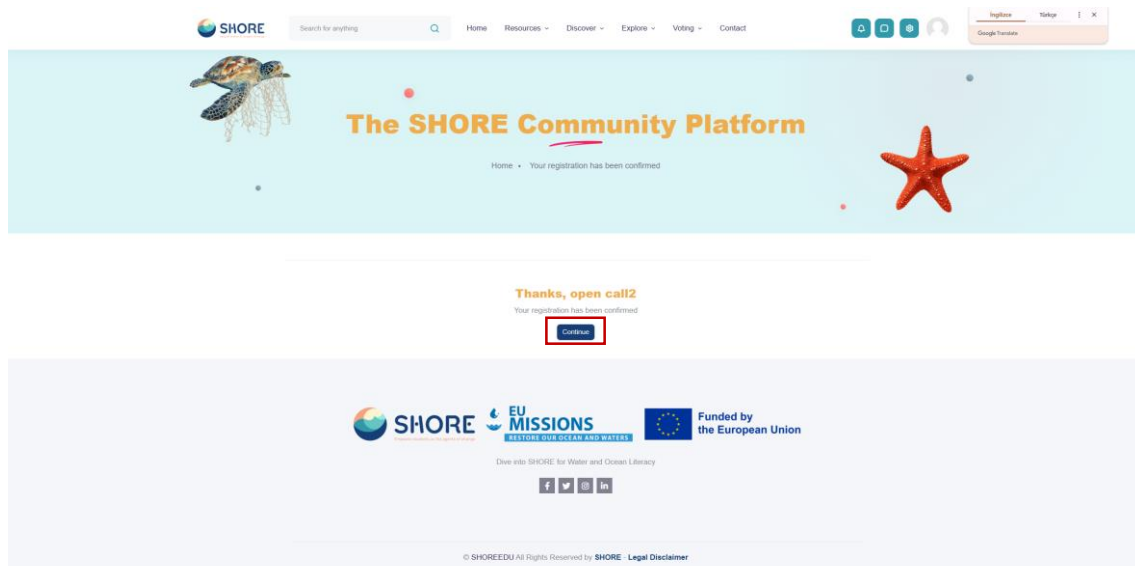 SHORE
Search for anything
Home Resources Discover Explore Voting Contact
İngilizce Türkçe
Google Translate
The SHORE Community Platform
Home • Your registration has been confirmed
Thanks, open call2
Your registration has been confirmed
Continue
SHORE
EU
MISSIONS
RESTORE OUR OCEAN AND WATERS
Funded by
the European Union
Dive into SHORE for Water and Ocean Literacy
© SHOREEDU All Rights Reserved by SHORE - Legal Disclaimer